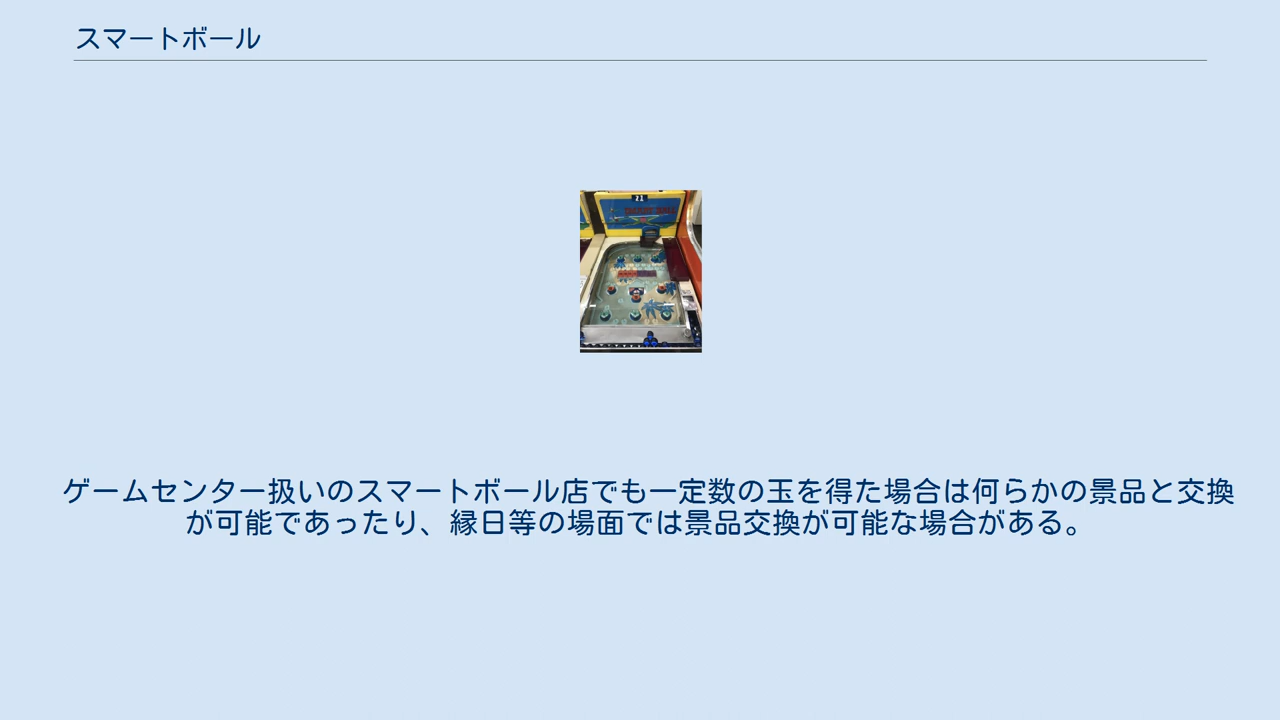 スマートボール
21
ゲームセンター扱いのスマートボール店でも一定数の玉を得た場合は何らかの景品と交換
が可能であったり、縁日等の場面では景品交換が可能な場合がある。